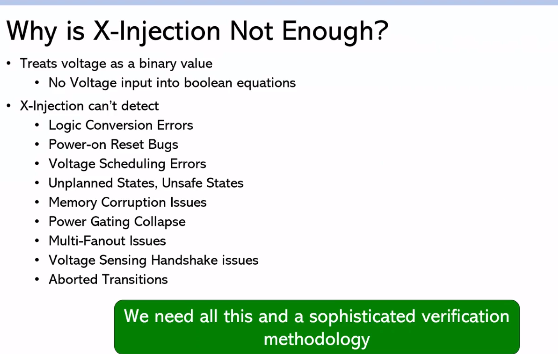 Why is X-Injection Not Enough?
• Treats voltage as a binary value
• No Voltage input into boolean equations
• X-Injection can't detect
• Logic Conversion Errors
• Power-on Reset Bugs
• Voltage Scheduling Errors
• Unplanned States, Unsafe States
• Memory Corruption Issues
• Power Gating Collapse
• Multi-Fanout Issues
• Voltage Sensing Handshake issues
• Aborted Transitions
We need all this and a sophisticated verification
methodology